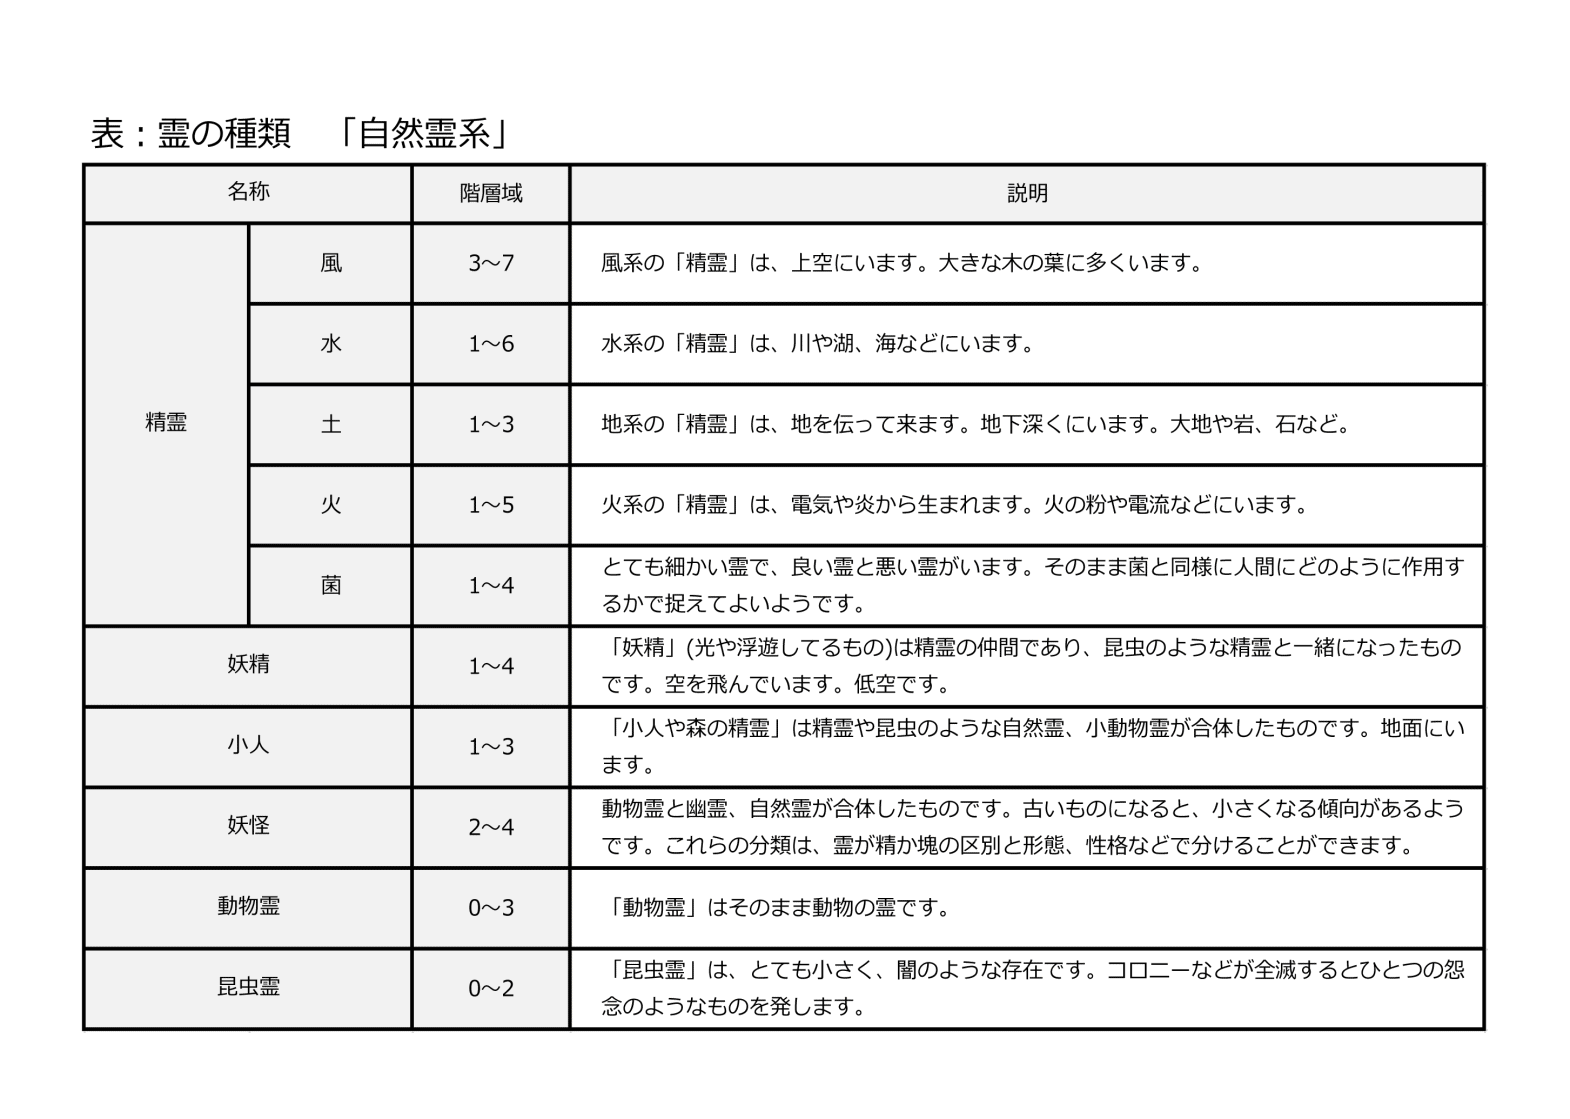 表：霊の種類　「自然霊系」
名称 階層域 説明
精霊
風 3～7 風系の「精霊」は、上空にいます。大きな木の葉に多くいます。
水 1～6 水系の「精霊」は、川や湖、海などにいます。
土 1～3 地系の「精霊」は、地を伝って来ます。地下深くにいます。大地や岩、石など。
火 1～5 火系の「精霊」は、電気や炎から生まれます。火の粉や電流などにいます。
菌 1～4 とても細かい霊で、良い霊と悪い霊がいます。そのまま菌と同様に人間にどのように作用す
るかで捉えてよいようです。
妖精 1～4 「妖精」(光や浮遊してるもの)は精霊の仲間であり、昆虫のような精霊と一緒になったもの
です。空を飛んでいます。低空です。
小人 1～3 「小人や森の精霊」は精霊や昆虫のような自然霊、小動物霊が合体したものです。地面にい
ます。
妖怪 2～4 動物霊と幽霊、自然霊が合体したものです。古いものになると、小さくなる傾向があるよう
です。これらの分類は、霊が精か塊の区別と形態、性格などで分けることができます。
動物霊 0～3 「動物霊」はそのまま動物の霊です。
昆虫霊 0～2 「昆虫霊」は、とても小さく、闇のような存在です。コロニーなどが全滅するとひとつの怨
念のようなものを発します。